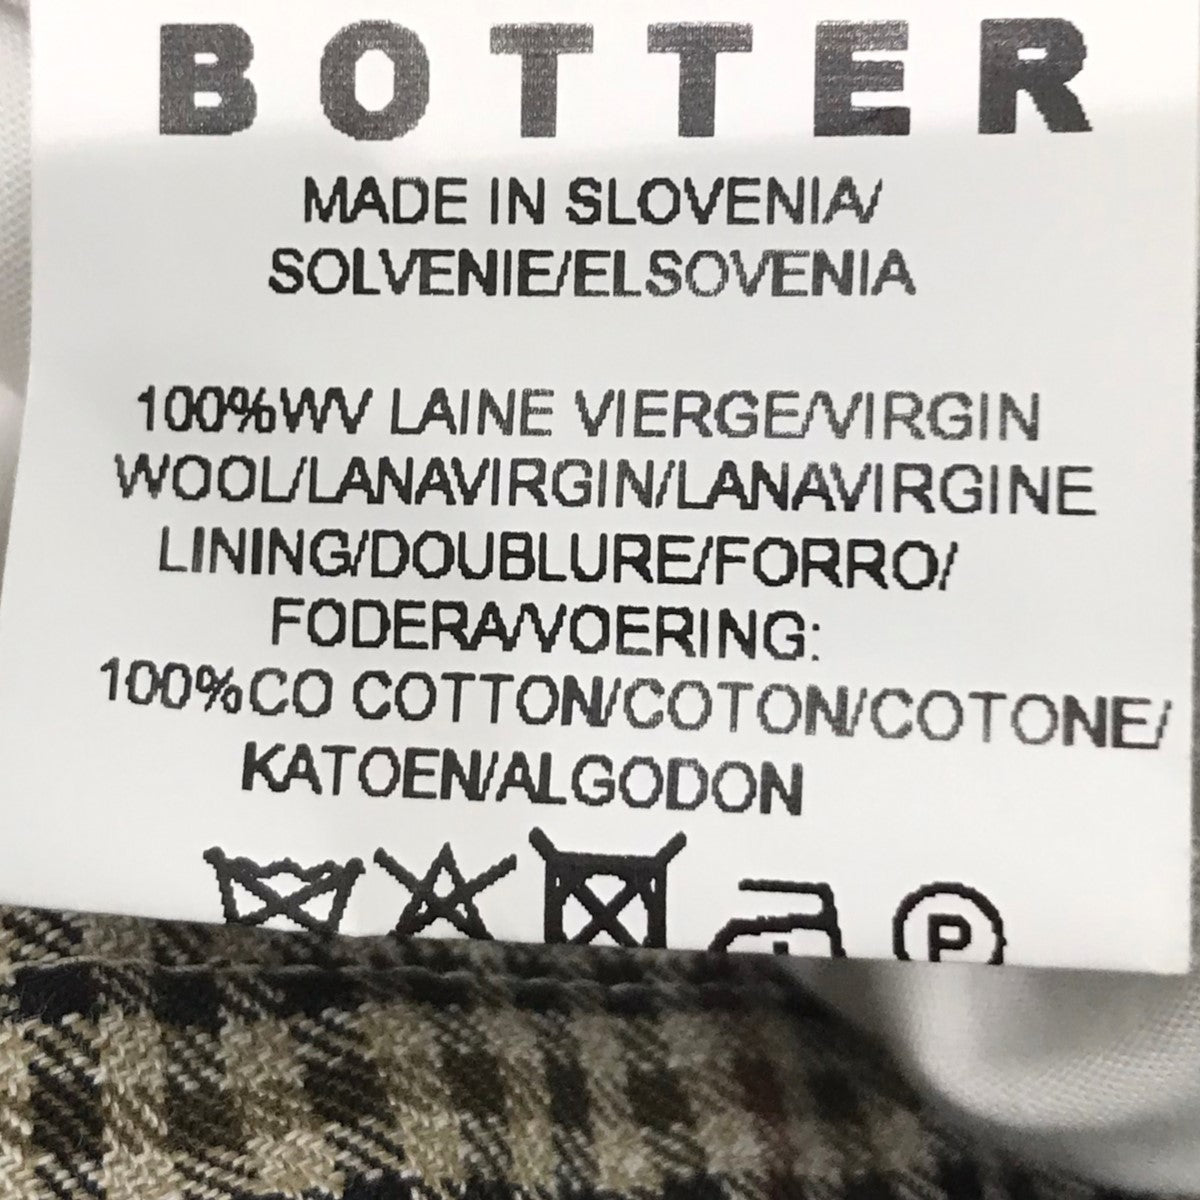 BOTTER
MADE IN SLOVENIA/
SOLVENIE/ELSOVENIA
100%WV LAINE VIERGE/VIRGIN
WOOL/LANAVIRGIN/LANAVIRGINE
LINING/DOUBLURE/FORRO/
FODERA/VOERING:
100%CO COTTON/COTON/COTONE/
KATOEN/ALGODON
P